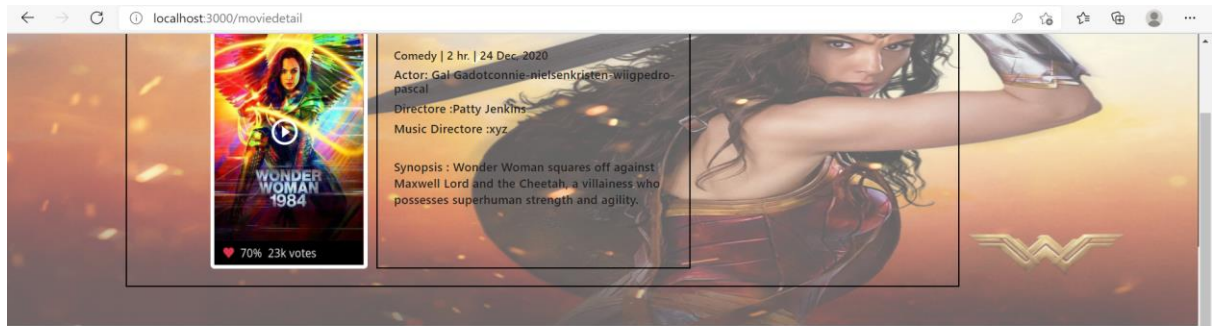 localhost:3000/moviedetail
Comedy | 2 hr. | 24 Dec, 2020
Actor: Gal Gadotconnie-nielsenkristen-wiigpedro-
pascal
Directore :Patty Jenkins
Music Directore :xyz
Synopsis : Wonder Woman squares off against
Maxwell Lord and the Cheetah, a villainess who
possesses superhuman strength and agility.
WONDER
WOMAN
1984
70% 23k votes